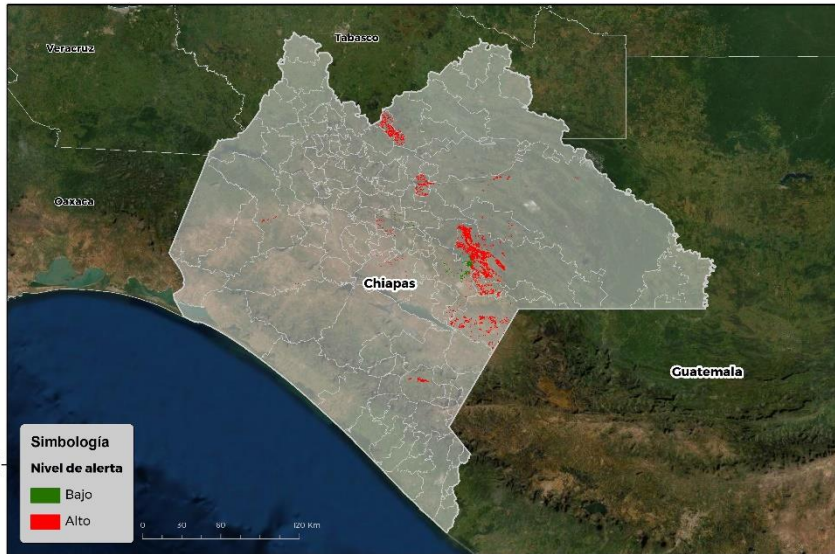 Tabasco
Veracruz
Oaxaca
Chiapas
Guatemala
Simbología
Nivel de alerta
Bajo
Alto
0 30 60 120 Km